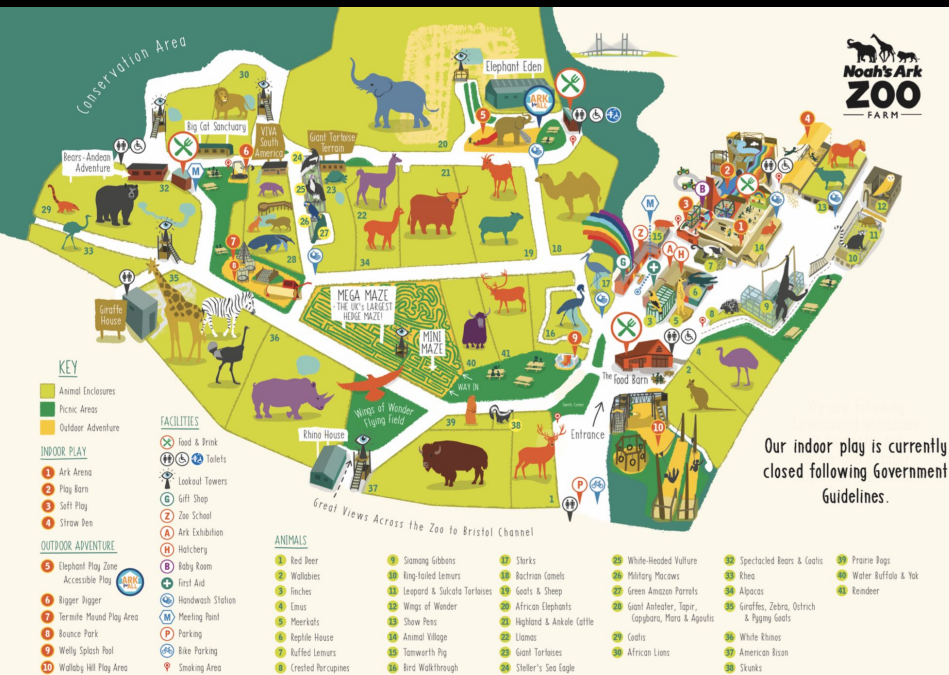 Conservation Area
Noah's Ark
ZOO
FARM
Elephant Eden
ARK
FOR
ALL
Big Cat Sanctuary
VIVA
South
America
Giant Tortoise
Terrain
Bears-Andean
Adventure
Giraffe
House
MEGA MAZE
- THE UK's LARGEST
HEDGE MAZE!
MINI
MAZE
WAY IN
Wings of Wonder
Flying Field
Rhino House
The Food Barn
Entrance
Great Views Across the Zoo to Bristol Channel
Our indoor play is currently
closed following Government
Guidelines.
KEY
Animal Enclosures
Picnic Areas
Outdoor Adventure
INDOOR PLAY
1 Ark Arena
2 Play Barn
3 Soft Play
4 Straw Den
OUTDOOR ADVENTURE
5 Elephant Play Zone
Accessible Play
6 Bigger Digger
7 Termite Mound Play Area
8 Bounce Park
9 Welly Splash Pool
10 Wallaby Hill Play Area
FACILITIES
Food & Drink
Toilets
Lookout Towers
G Gift Shop
Z Zoo School
A Ark Exhibition
H Hatchery
B Baby Room
First Aid
Handwash Station
M Meeting Point
P Parking
Bike Parking
Smoking Area
ANIMALS
1 Red Deer
2 Wallabies
3 Finches
4 Emus
5 Meerkats
6 Reptile House
7 Ruffed Lemurs
8 Crested Porcupines
9 Siamang Gibbons
10 Ring-tailed Lemurs
11 Leopard & Sulcata Tortoises
12 Wings of Wonder
13 Show Pens
14 Animal Village
15 Tamworth Pig
16 Bird Walkthrough
17 Storks
18 Bactrian Camels
19 Goats & Sheep
20 African Elephants
21 Highland & Ankole Cattle
22 Llamas
23 Giant Tortoises
24 Steller's Sea Eagle
25 White-Headed Vulture
26 Military Macaws
27 Green Amazon Parrots
28 Giant Anteater, Tapir,
Capybara, Mara & Agoutis
29 Coatis
30 African Lions
32 Spectacled Bears & Coatis
33 Rhea
34 Alpacas
35 Giraffes, Zebra, Ostrich
& Pygmy Goats
36 White Rhinos
37 American Bison
38 Skunks
39 Prairie Dogs
40 Water Buffalo & Yak
41 Reindeer